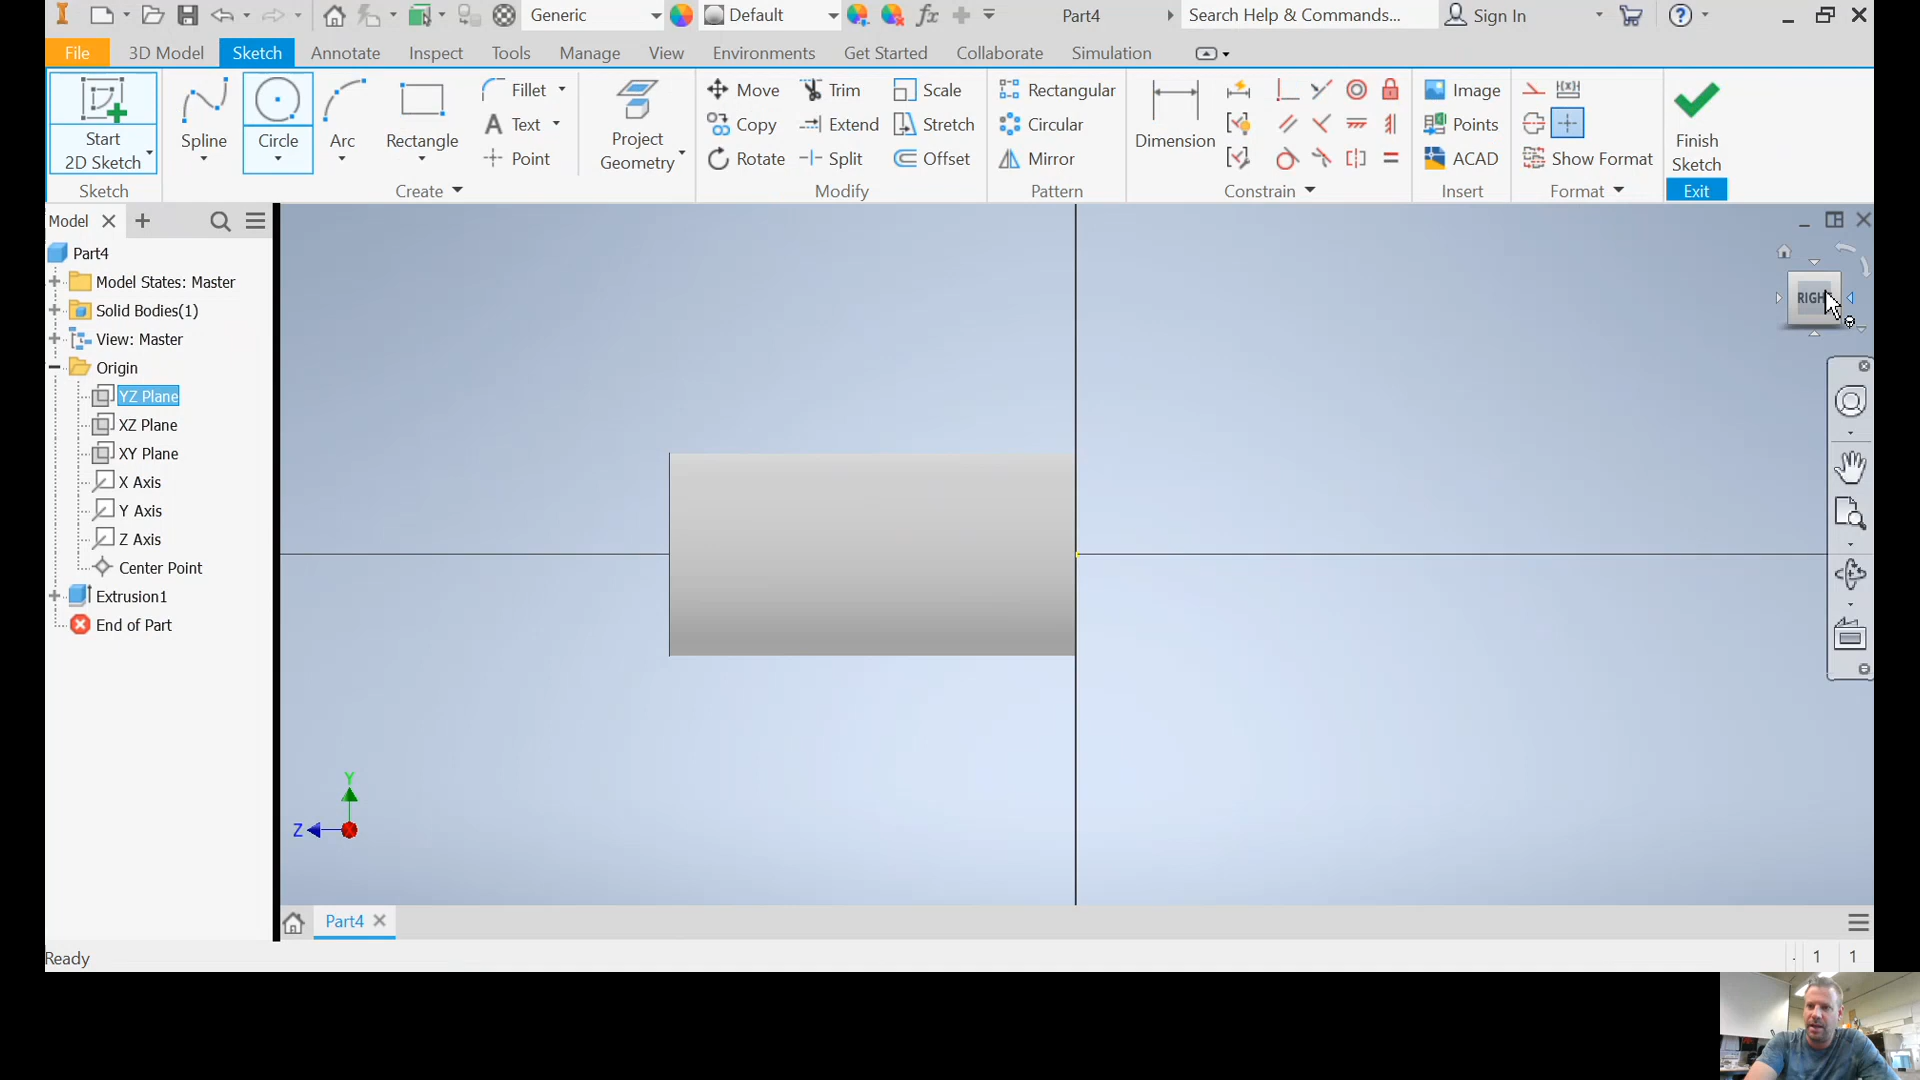 Generic
Default
Part4
Search Help & Commands...
Sign In
File
3D Model
Sketch
Annotate
Inspect
Tools
Manage
View
Environments
Get Started
Collaborate
Simulation
Start
2D Sketch
Spline
Circle
Arc
Rectangle
Fillet
Text
Point
Project
Geometry
Move
Copy
Rotate
Trim
Extend
Split
Scale
Stretch
Offset
Rectangular
Circular
Mirror
Dimension
Image
Points
ACAD
Show Format
Finish
Sketch
Sketch
Create
Modify
Pattern
Constrain
Insert
Format
Exit
Model
Part4
Model States: Master
Solid Bodies(1)
View: Master
Origin
YZ Plane
XZ Plane
XY Plane
X Axis
Y Axis
Z Axis
Center Point
Extrusion1
End of Part
RIGHT
Y
Z
Part4
Ready
1
1